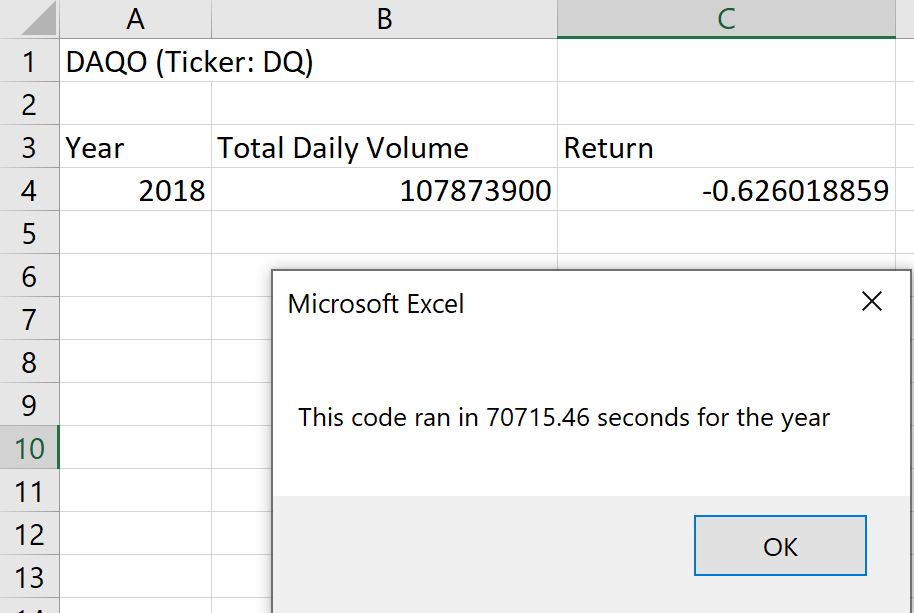 A B C
1 DAQO (Ticker: DQ)
2
3 Year Total Daily Volume Return
4 2018 107873900 -0.626018859
5
6
Microsoft Excel
7
8
9
This code ran in 70715.46 seconds for the year
10
11
12
OK
13